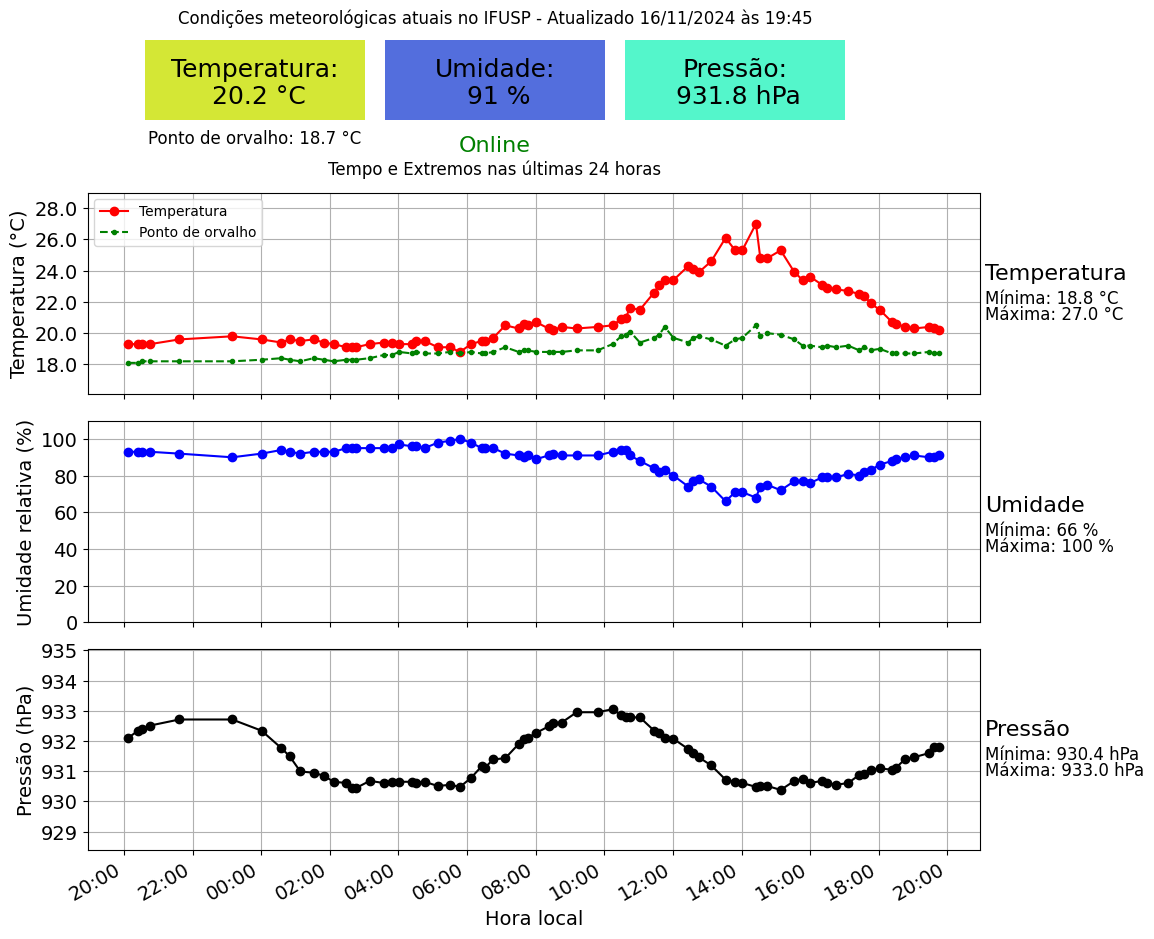 Condições meteorológicas atuais no IFUSP - Atualizado 16/11/2024 às 19:45
Temperatura:
20.2 °C
Umidade:
91 %
Pressão:
931.8 hPa
Ponto de orvalho: 18.7 °C
Online
Tempo e Extremos nas últimas 24 horas
Temperatura (°C)
28.0
26.0
24.0
22.0
20.0
18.0
Temperatura
Ponto de orvalho
Temperatura
Mínima: 18.8 °C
Máxima: 27.0 °C
Umidade relativa (%)
100
80
60
40
20
0
Umidade
Mínima: 66 %
Máxima: 100 %
Pressão (hPa)
935
934
933
932
931
930
929
Pressão
Mínima: 930.4 hPa
Máxima: 933.0 hPa
20:00 22:00 00:00 02:00 04:00 06:00 08:00 10:00 12:00 14:00 16:00 18:00 20:00
Hora local